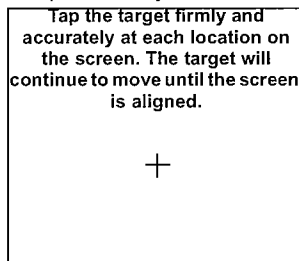 Tap the target firmly and
accurately at each location on
the screen. The target will
continue to move until the screen
is aligned.